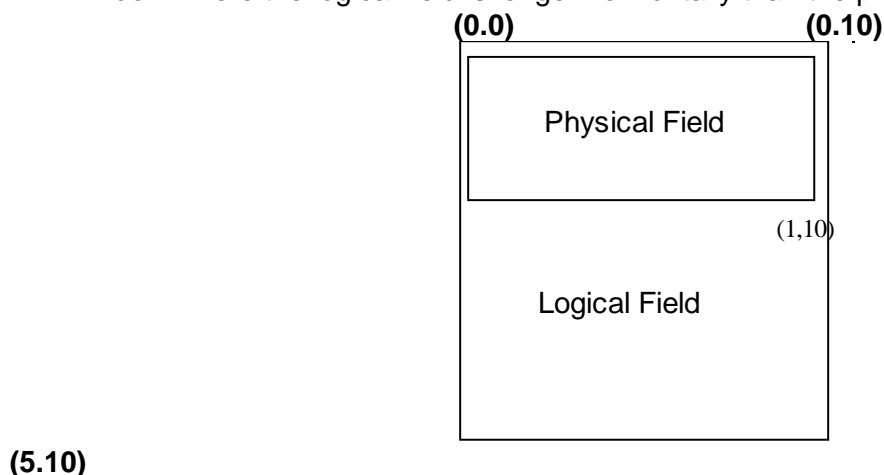 (0.0) (0.10)
Physical Field
(1,10)
Logical Field
(5.10)